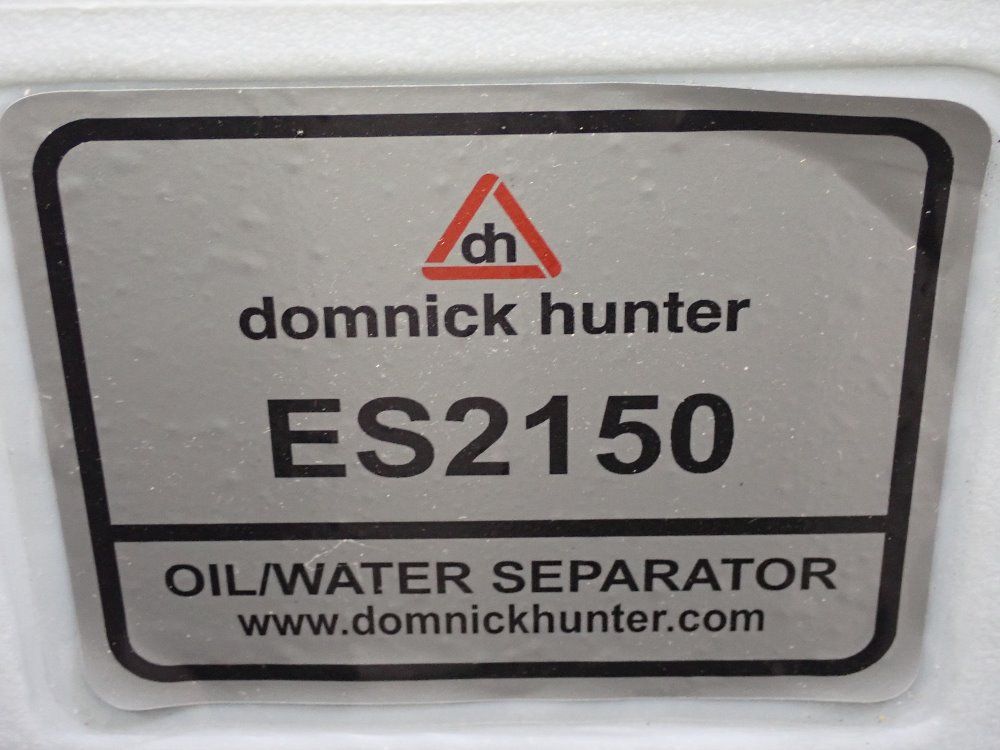 dh
domnick hunter
ES2150
OIL/WATER SEPARATOR
www.domnickhunter.com